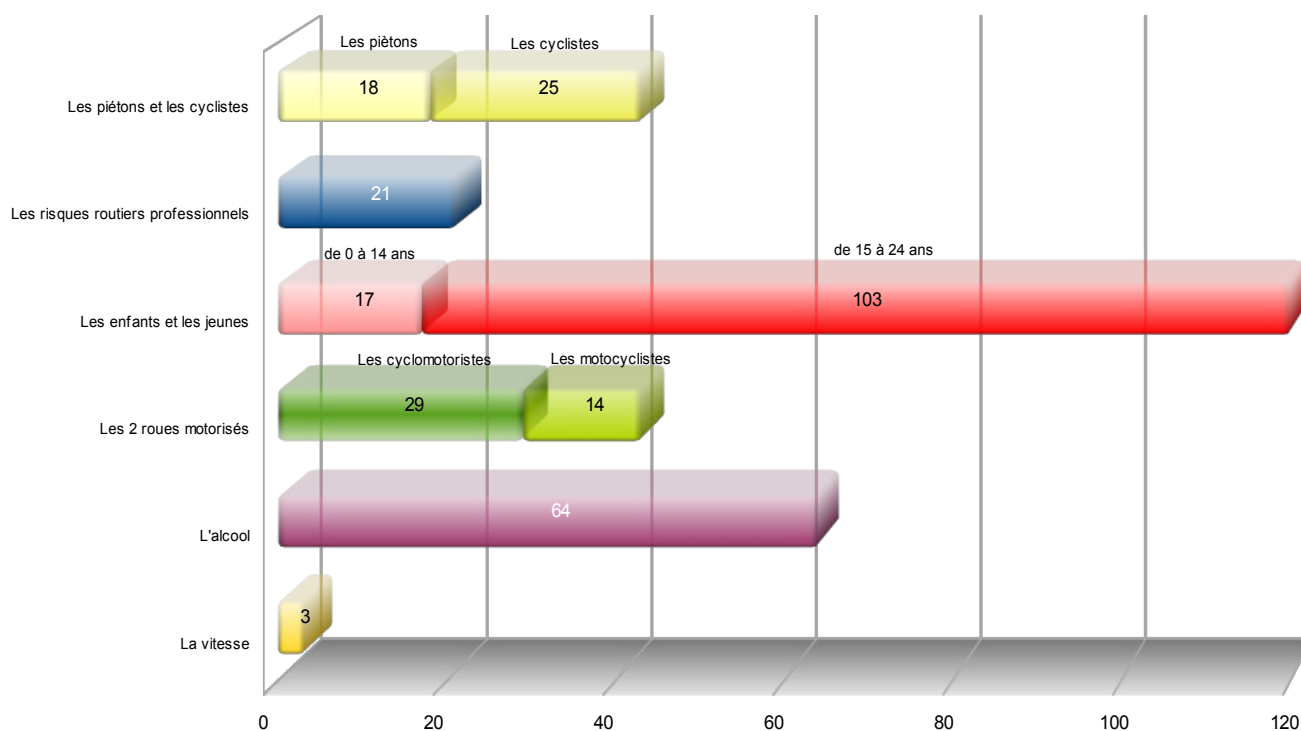 Les piètons Les cyclistes
Les piétons et les cyclistes 18 25
Les risques routiers professionnels 21
de 0 à 14 ans de 15 à 24 ans
Les enfants et les jeunes 17 103
Les cyclomotoristes Les motocyclistes
Les 2 roues motorisés 29 14
L'alcool 64
La vitesse 3
0 20 40 60 80 100 120